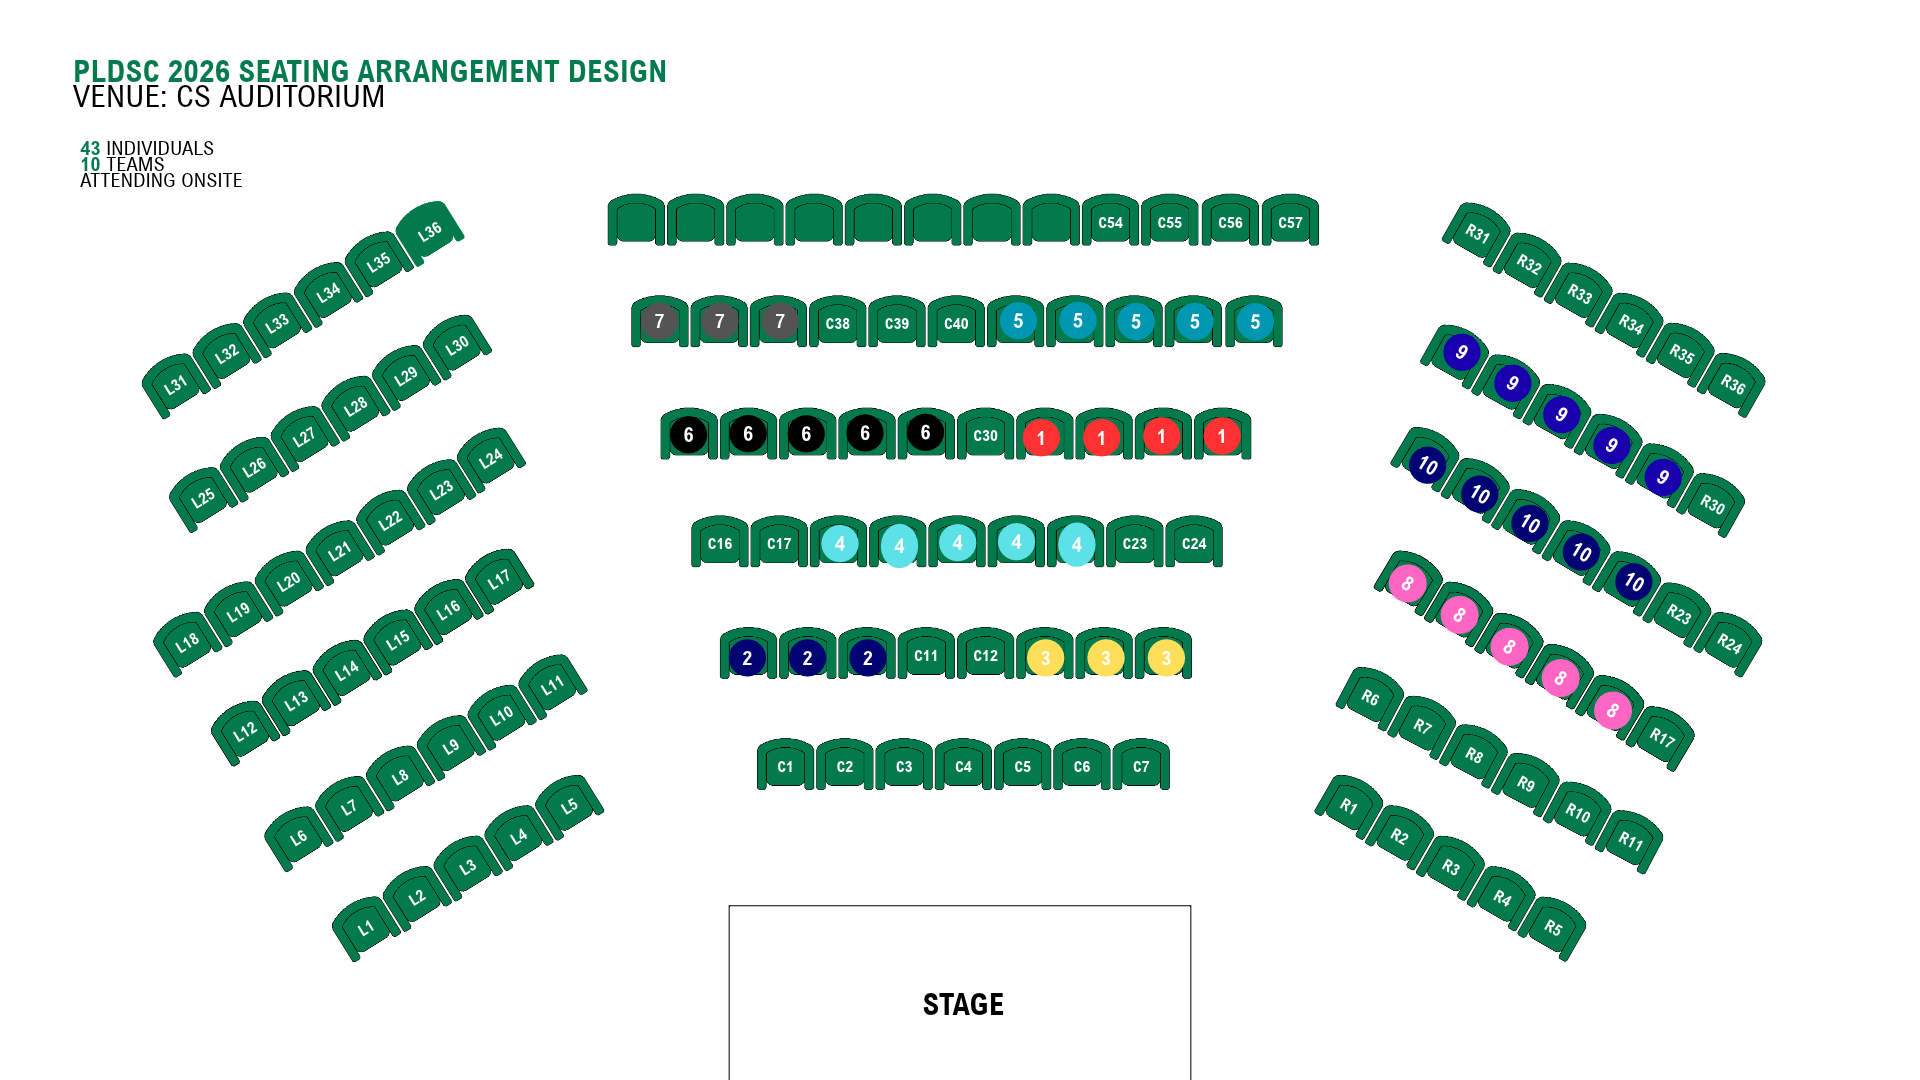 PLDSC 2026 SEATING ARRANGEMENT DESIGN
VENUE: CS AUDITORIUM
43 INDIVIDUALS
10 TEAMS
ATTENDING ONSITE
L31 L32 L33 L34 L35 L36
L25 L26 L27 L28 L29 L30
L18 L19 L20 L21 L22 L23 L24
L12 L13 L14 L15 L16 L17
L6 L7 L8 L9 L10 L11
L1 L2 L3 L4 L5
C54 C55 C56 C57
7 7 7 C38 C39 C40 5 5 5 5 5
6 6 6 6 6 C30 1 1 1 1
C16 C17 4 4 4 4 4 C23 C24
2 2 2 C11 C12 3 3 3
C1 C2 C3 C4 C5 C6 C7
R31 R32 R33 R34 R35 R36
9 9 9 9 9 R30
10 10 10 10 10 R23 R24
8 8 8 8 8 R17
R6 R7 R8 R9 R10 R11
R1 R2 R3 R4 R5
STAGE